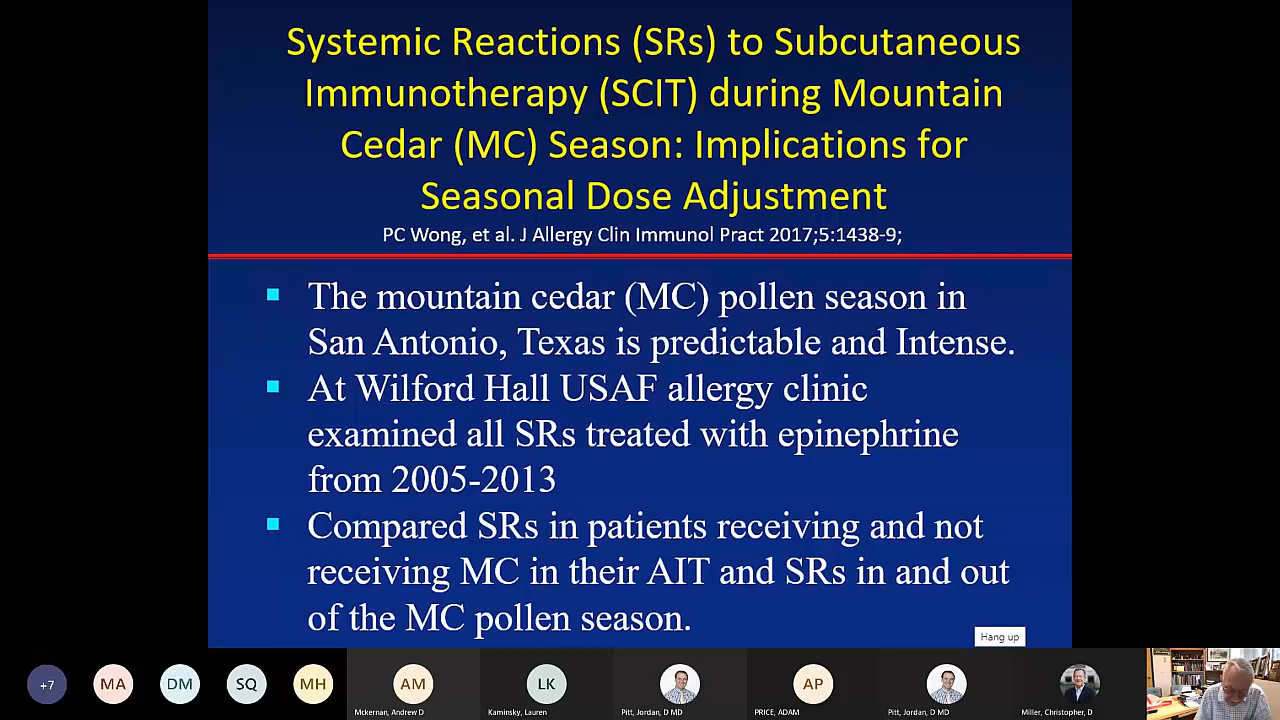 Systemic Reactions (SRs) to Subcutaneous
Immunotherapy (SCIT) during Mountain
Cedar (MC) Season: Implications for
Seasonal Dose Adjustment
PC Wong, et al. J Allergy Clin Immunol Pract 2017;5:1438-9;
The mountain cedar (MC) pollen season in
San Antonio, Texas is predictable and Intense.
At Wilford Hall USAF allergy clinic
examined all SRs treated with epinephrine
from 2005-2013
Compared SRs in patients receiving and not
receiving MC in their AIT and SRs in and out
of the MC pollen season.
Hang up
+7
MA
DM
SQ
MH
AM
LK
AP
Mckernan, Andrew D
Kaminsky, Lauren
Pitt, Jordan, D MD
PRICE, ADAM
Pitt, Jordan, D MD
Miller, Christopher, D